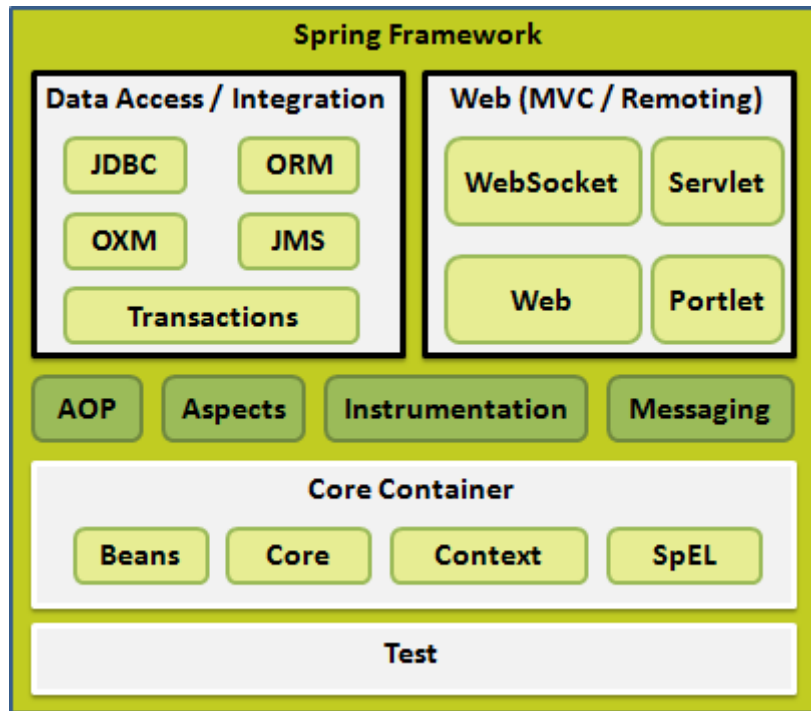 Spring Framework
Data Access / Integration
JDBC
ORM
OXM
JMS
Transactions
Web (MVC / Remoting)
WebSocket
Servlet
Web
Portlet
AOP
Aspects
Instrumentation
Messaging
Core Container
Beans
Core
Context
SpEL
Test